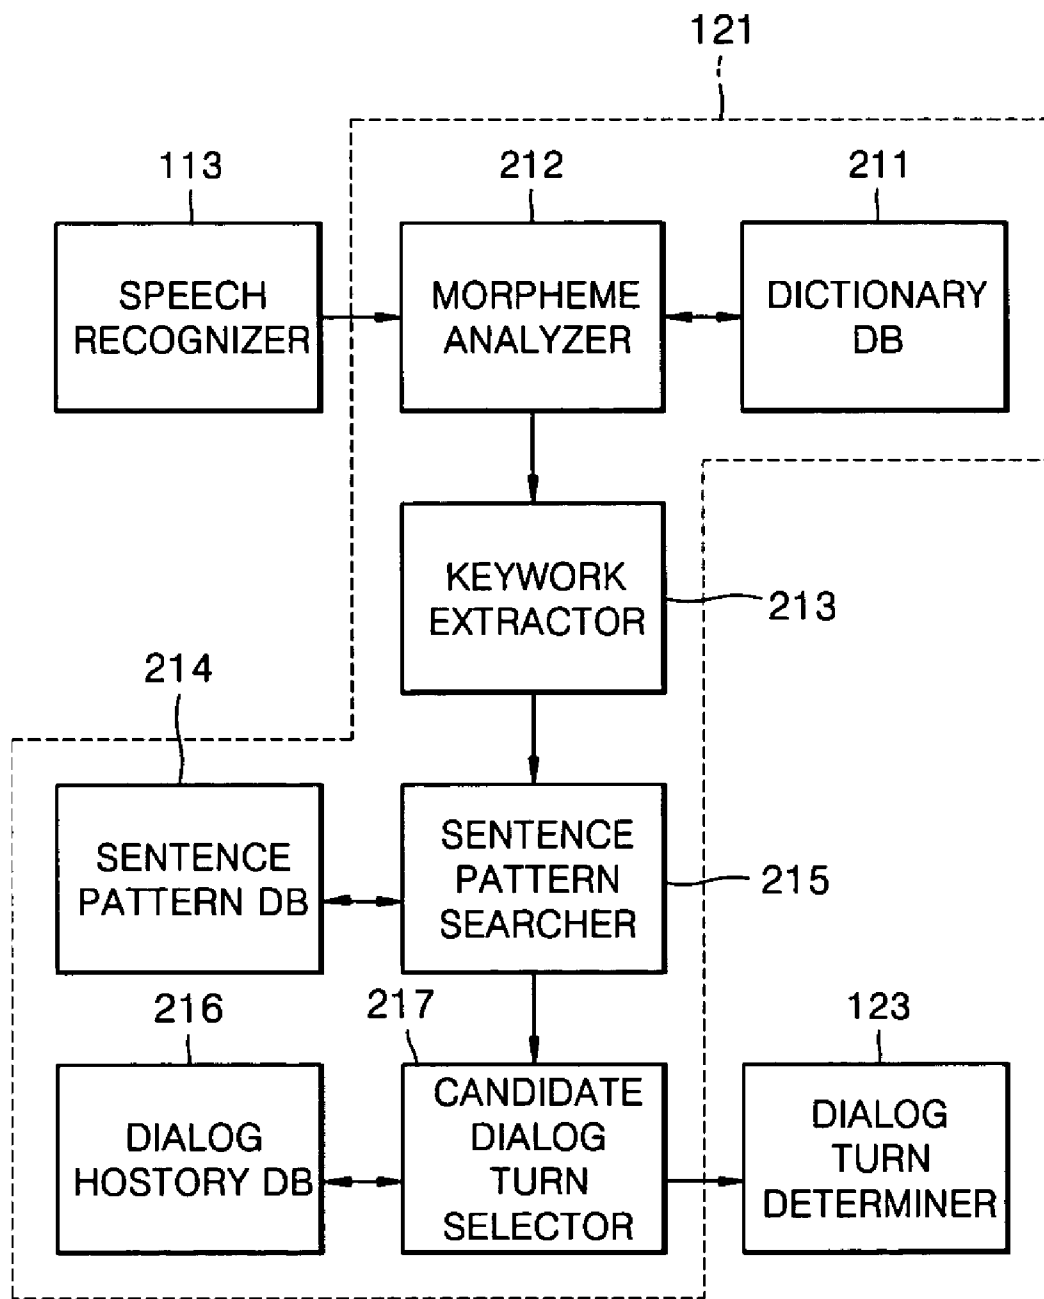 121
113
212
211
SPEECH
RECOGNIZER
MORPHEME
ANALYZER
DICTIONARY
DB
KEYWORK
EXTRACTOR
213
214
SENTENCE
PATTERN DB
SENTENCE
PATTERN
SEARCHER
215
216
217
123
DIALOG
HOSTORY DB
CANDIDATE
DIALOG
TURN
SELECTOR
DIALOG
TURN
DETERMINER